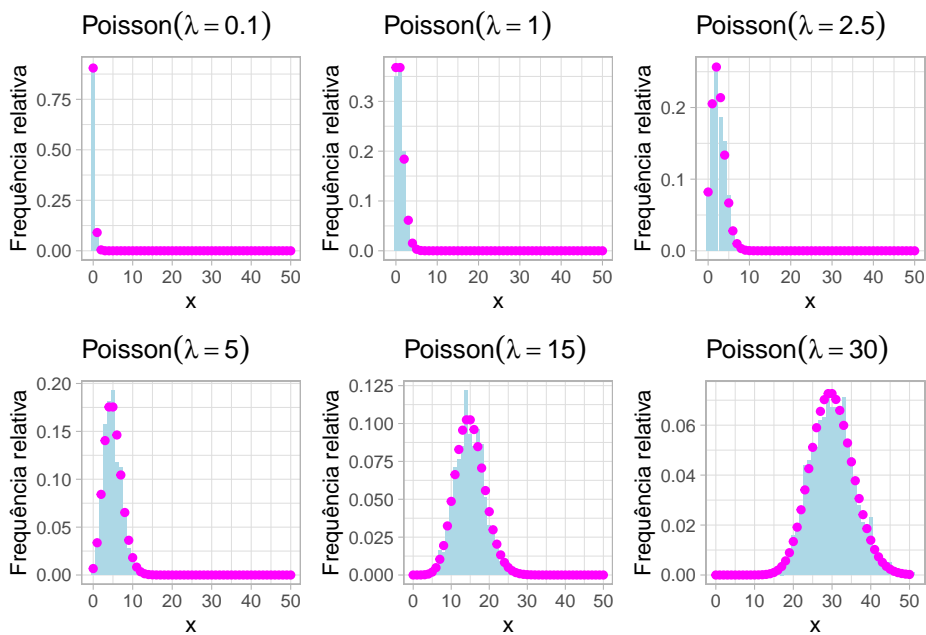 Poisson(λ = 0.1)
Frequência relativa
0.75
0.50
0.25
0.00
0 10 20 30 40 50
x
Poisson(λ = 1)
Frequência relativa
0.3
0.2
0.1
0.0
0 10 20 30 40 50
x
Poisson(λ = 2.5)
Frequência relativa
0.2
0.1
0.0
0 10 20 30 40 50
x
Poisson(λ = 5)
Frequência relativa
0.20
0.15
0.10
0.05
0.00
0 10 20 30 40 50
x
Poisson(λ = 15)
Frequência relativa
0.125
0.100
0.075
0.050
0.025
0.000
0 10 20 30 40 50
x
Poisson(λ = 30)
Frequência relativa
0.06
0.04
0.02
0.00
0 10 20 30 40 50
x